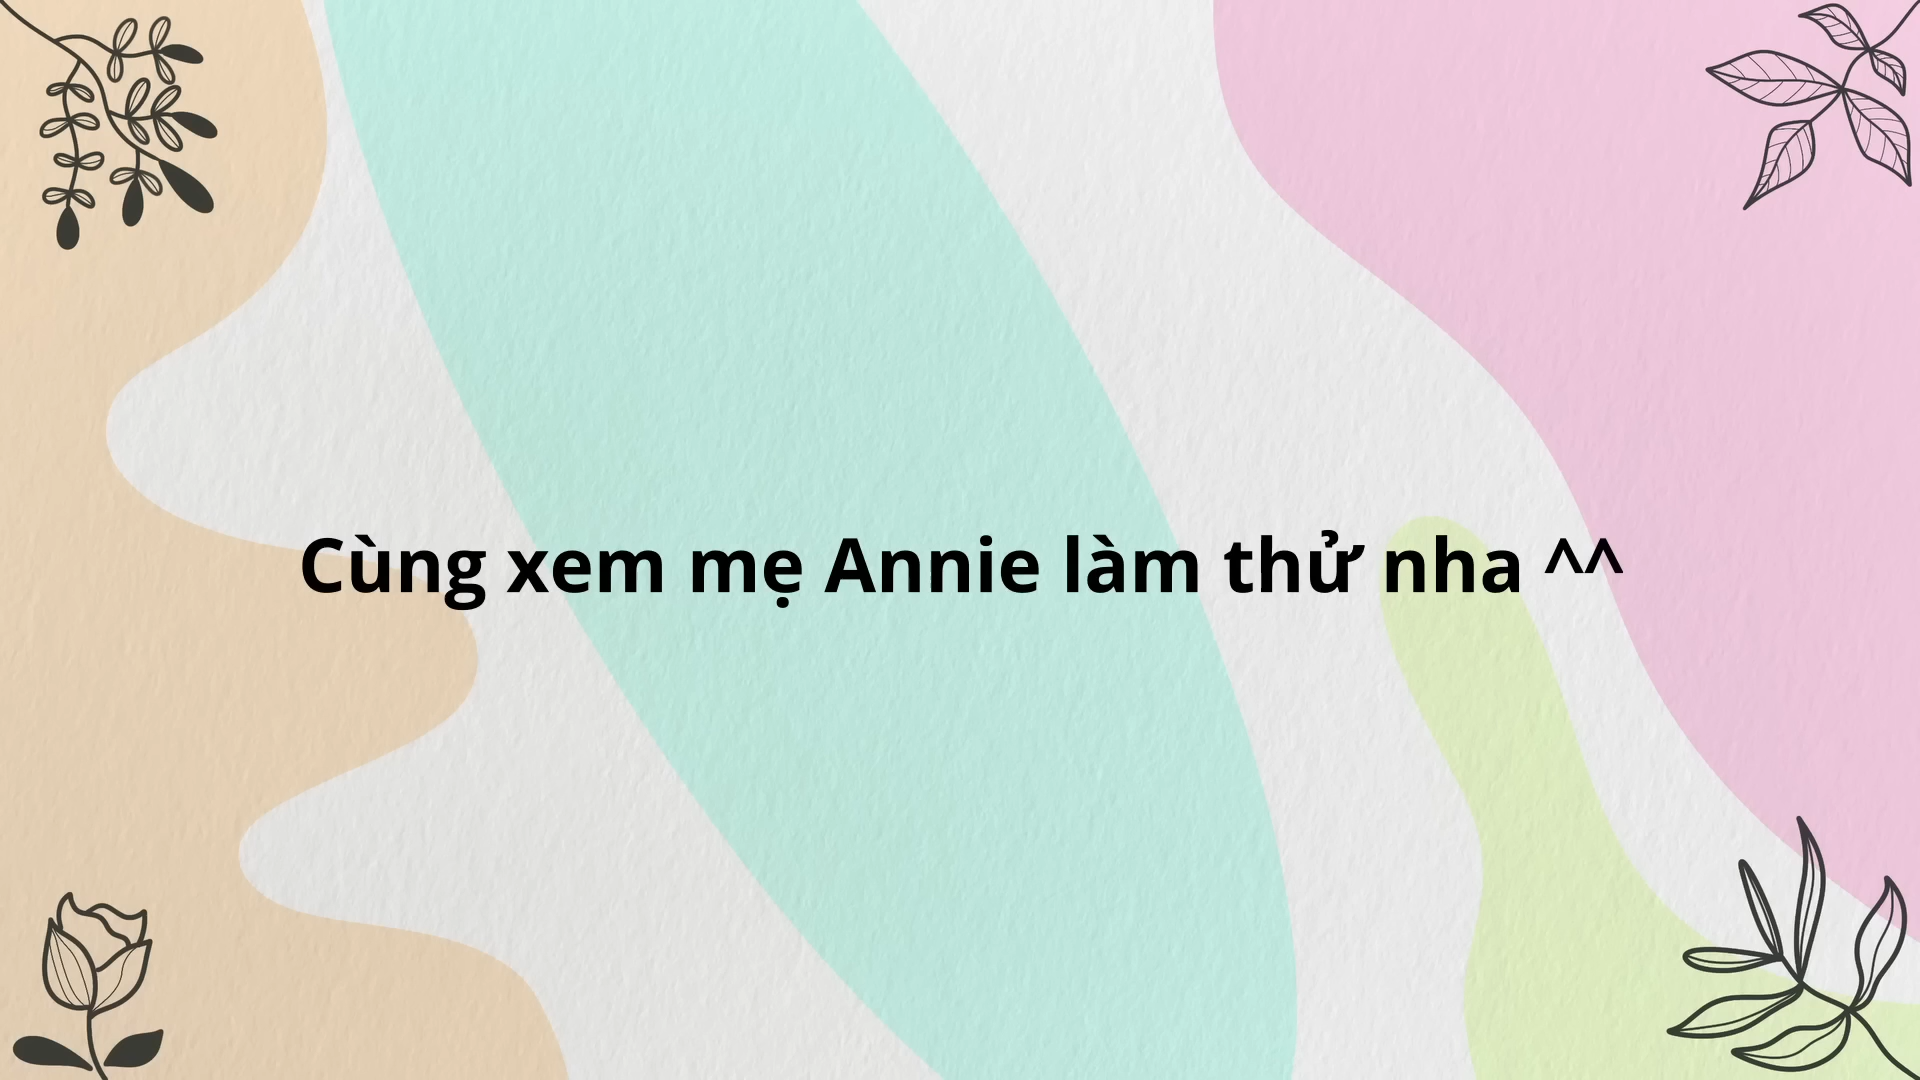 Cùng xem mẹ Annie làm thử nha ^^